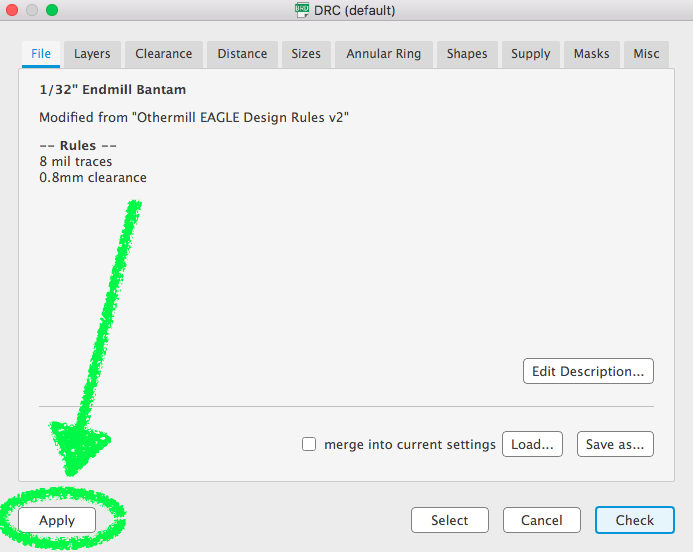 BRD
DRC (default)
File Layers Clearance Distance Sizes Annular Ring Shapes Supply Masks Misc
1/32" Endmill Bantam
Modified from "Othermill EAGLE Design Rules v2"
-- Rules --
8 mil traces
0.8mm clearance
Edit Description...
merge into current settings Load... Save as...
Apply Select Cancel Check